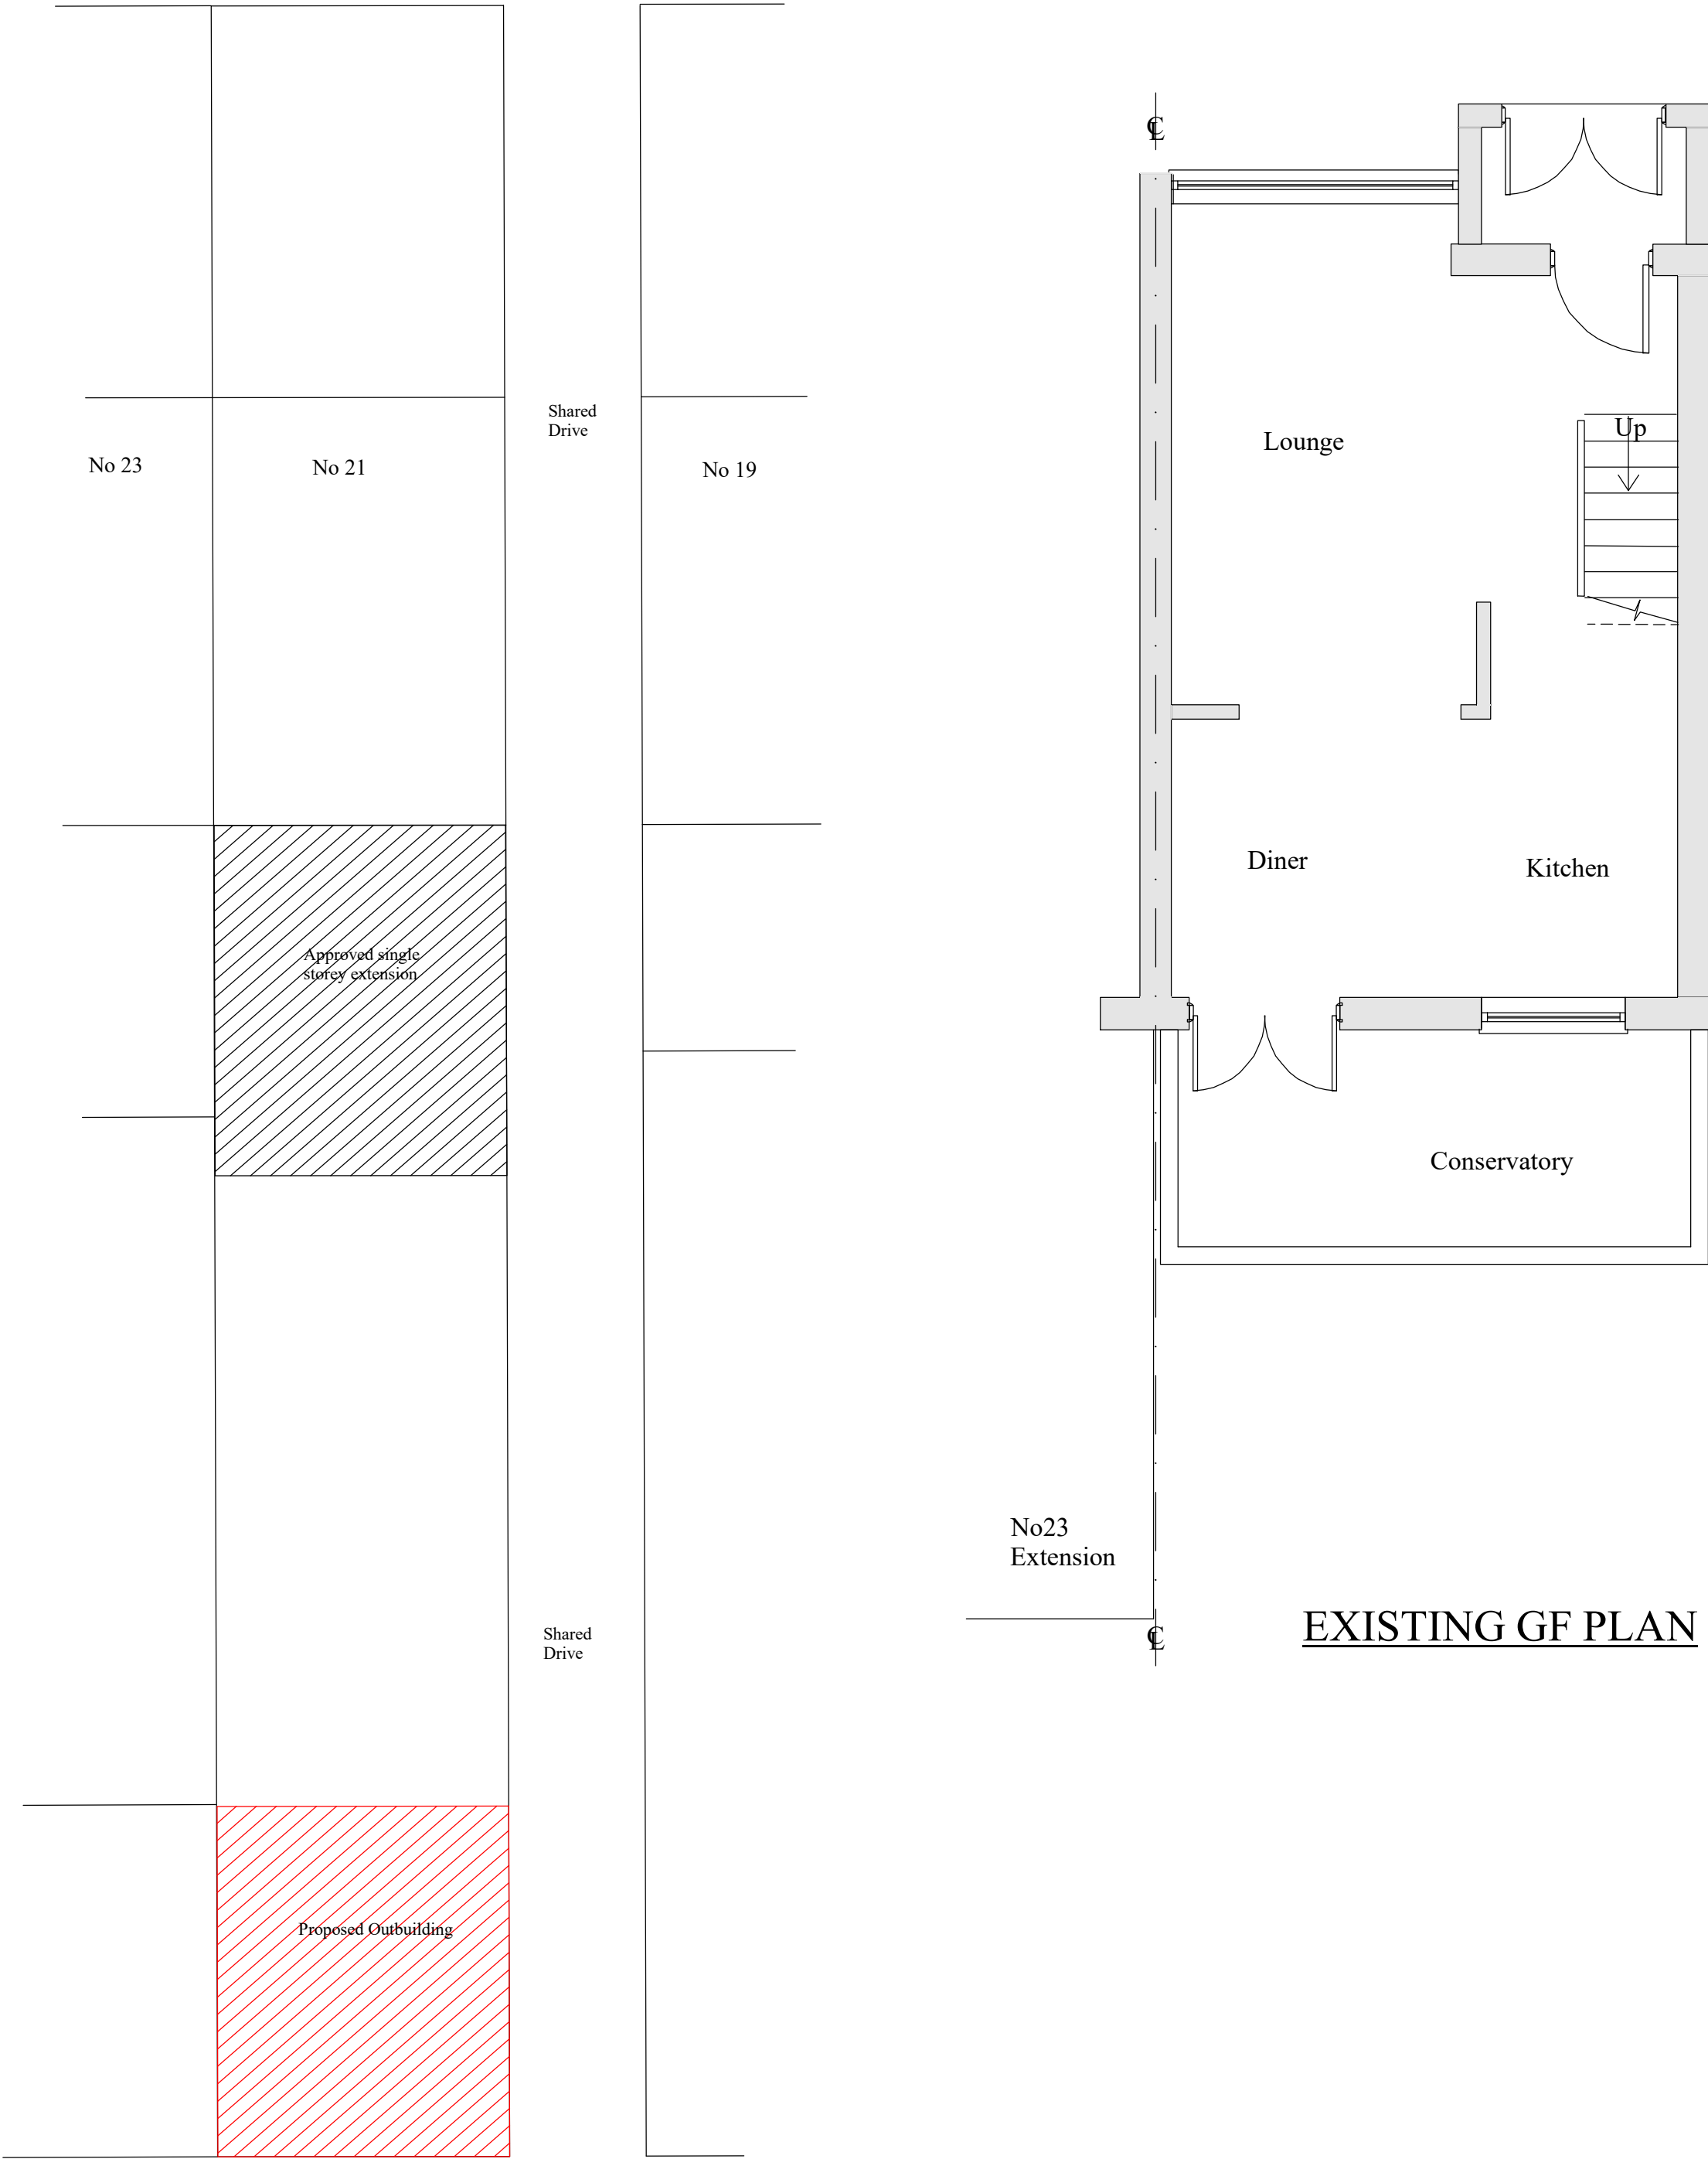 Shared
Drive
No 23
No 21
No 19
Approved single
storey extension
Shared
Drive
Proposed Outbuilding
℄
Lounge
Up
Diner
Kitchen
Conservatory
No23
Extension
℄
EXISTING GF PLAN